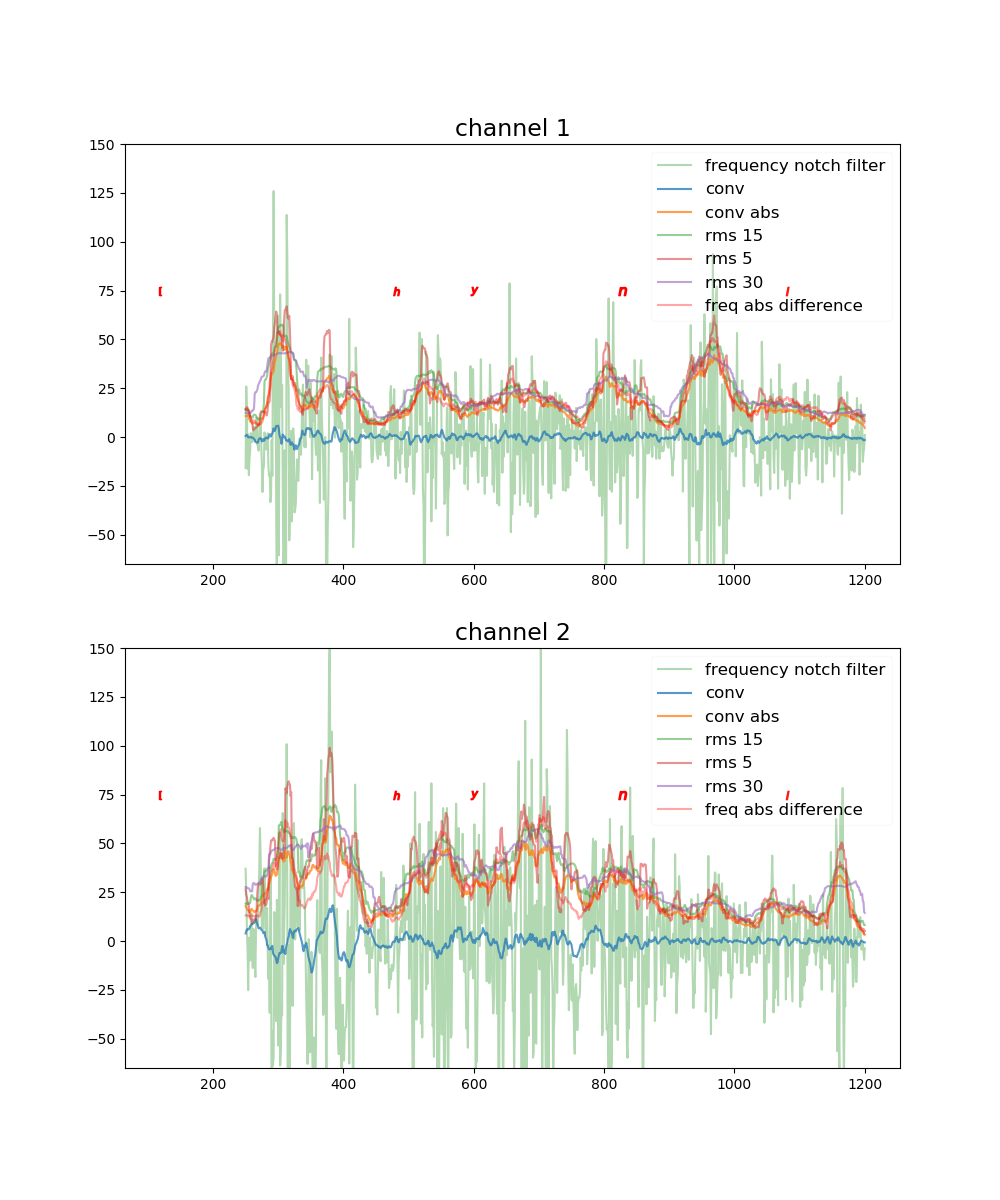 channel 1
150
125
100
75
50
25
0
−25
−50
frequency notch filter
conv
conv abs
rms 15
rms 5
rms 30
freq abs difference
h y n l
200 400 600 800 1000 1200
channel 2
150
125
100
75
50
25
0
−25
−50
frequency notch filter
conv
conv abs
rms 15
rms 5
rms 30
freq abs difference
h y n l
200 400 600 800 1000 1200